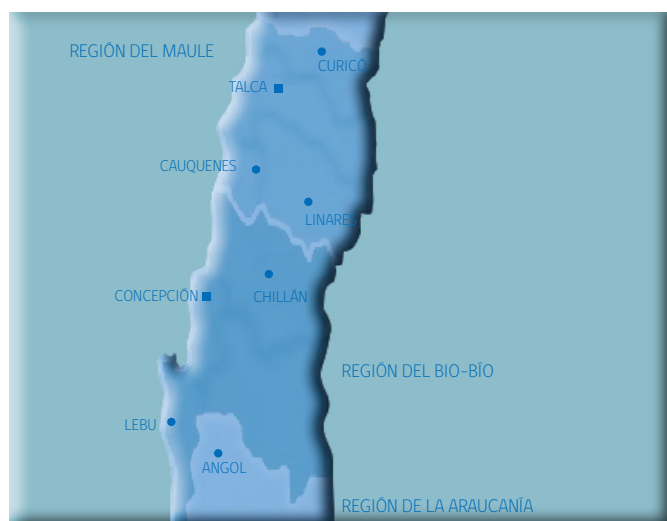 REGIÓN DEL MAULE
CURICÓ
TALCA
CAUQUENES
LINARES
CONCEPCIÓN
CHILLÁN
REGIÓN DEL BIO-BÍO
LEBU
ANGOL
REGIÓN DE LA ARAUCANÍA